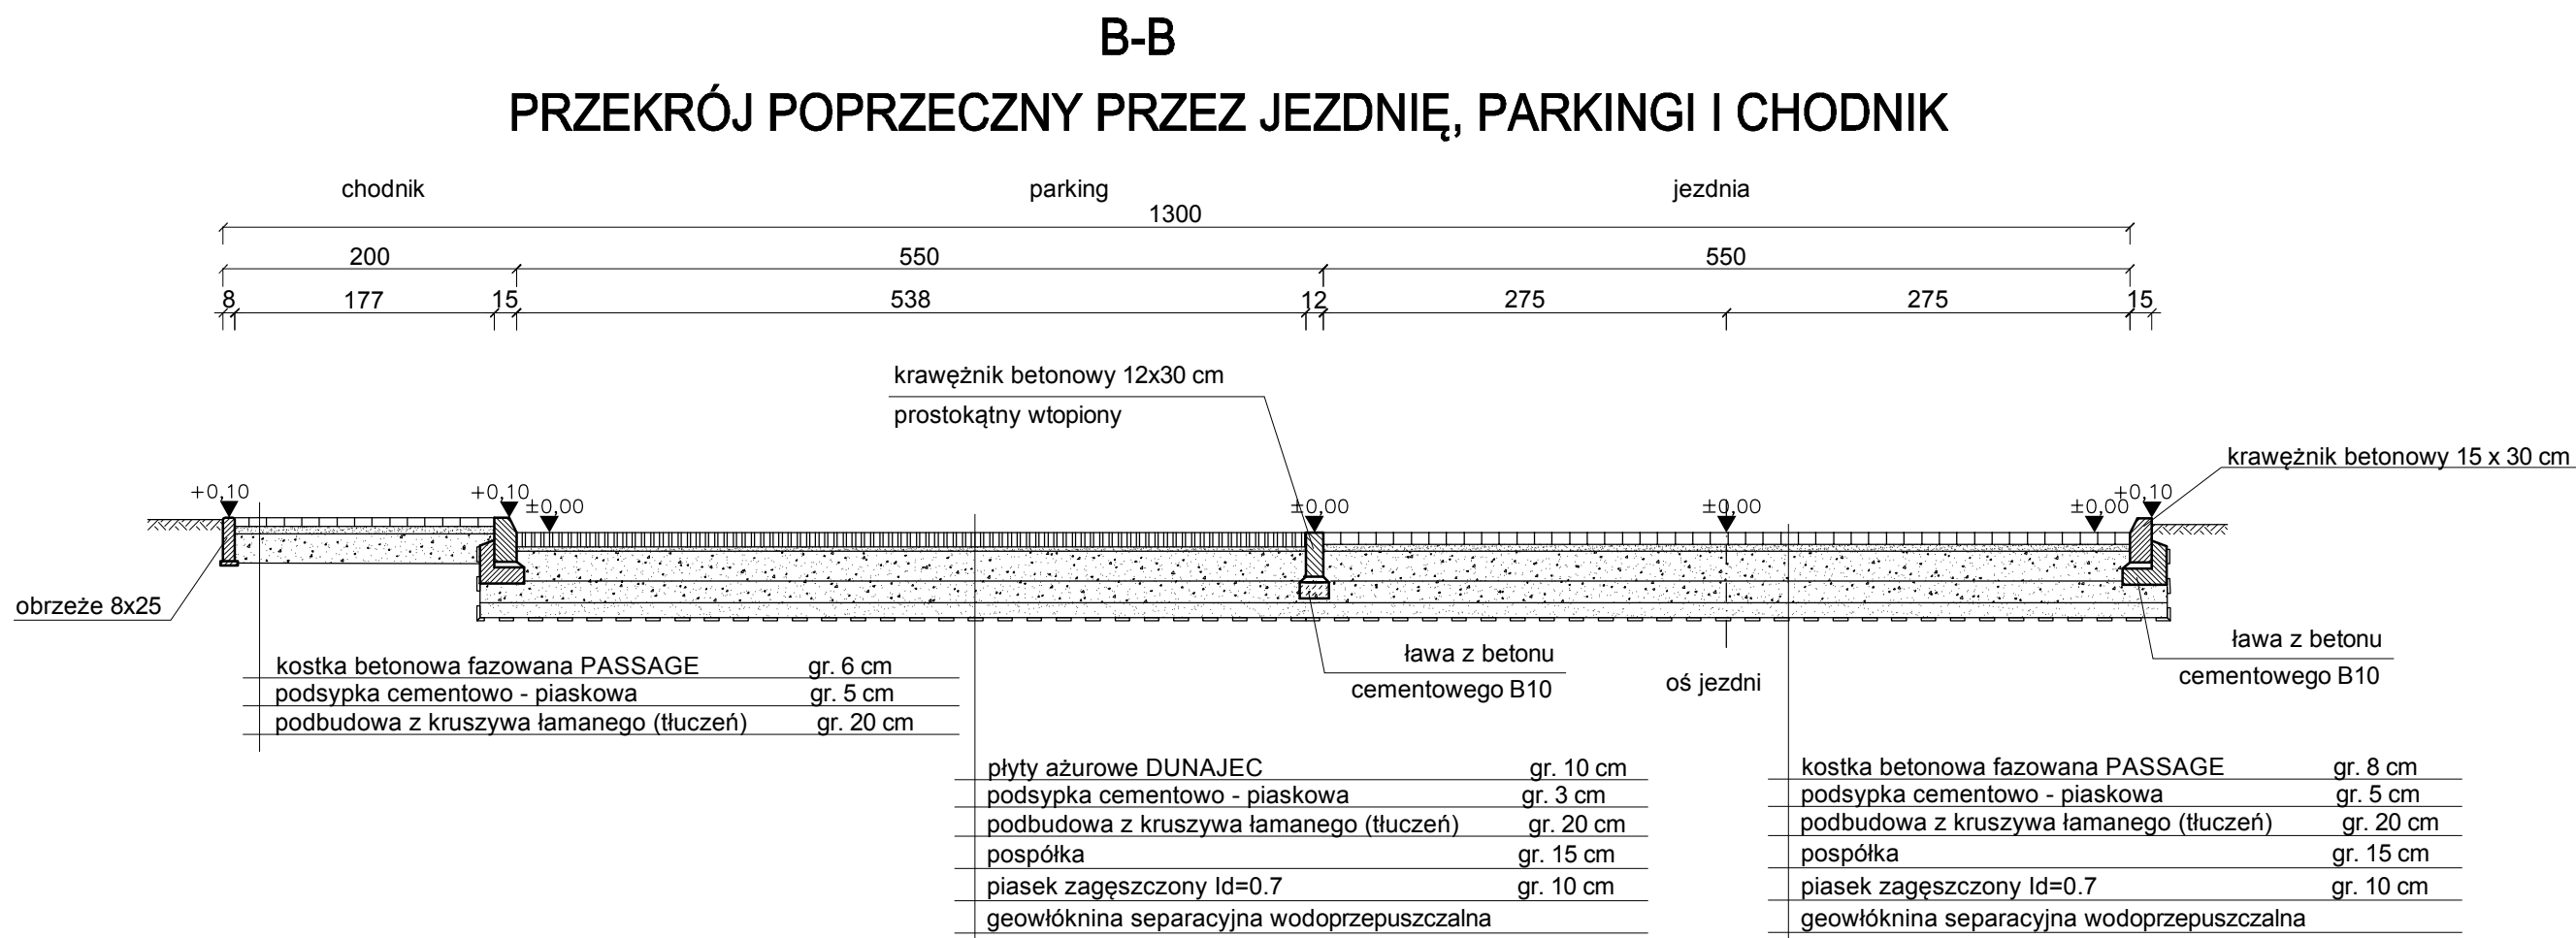 B-B
PRZEKRÓJ POPRZECZNY PRZEZ JEZDNIĘ, PARKINGI I CHODNIK
chodnik parking jezdnia
1300
200 550 550
8 177 15 538 12 275 275 15
krawężnik betonowy 12x30 cm
prostokątny wtopiony
krawężnik betonowy 15 x 30 cm
+0,10 +0,10 ±0,00 ±0,00 ±0,00 ±0,00 +0,10
obrzeże 8x25
ława z betonu
cementowego B10
oś jezdni
ława z betonu
cementowego B10
kostka betonowa fazowana PASSAGE gr. 6 cm
podsypka cementowo - piaskowa gr. 5 cm
podbudowa z kruszywa łamanego (tłuczeń) gr. 20 cm
płyty ażurowe DUNAJEC gr. 10 cm
podsypka cementowo - piaskowa gr. 3 cm
podbudowa z kruszywa łamanego (tłuczeń) gr. 20 cm
pospółka gr. 15 cm
piasek zagęszczony Id=0.7 gr. 10 cm
geowłóknina separacyjna wodoprzepuszczalna
kostka betonowa fazowana PASSAGE gr. 8 cm
podsypka cementowo - piaskowa gr. 5 cm
podbudowa z kruszywa łamanego (tłuczeń) gr. 20 cm
pospółka gr. 15 cm
piasek zagęszczony Id=0.7 gr. 10 cm
geowłóknina separacyjna wodoprzepuszczalna